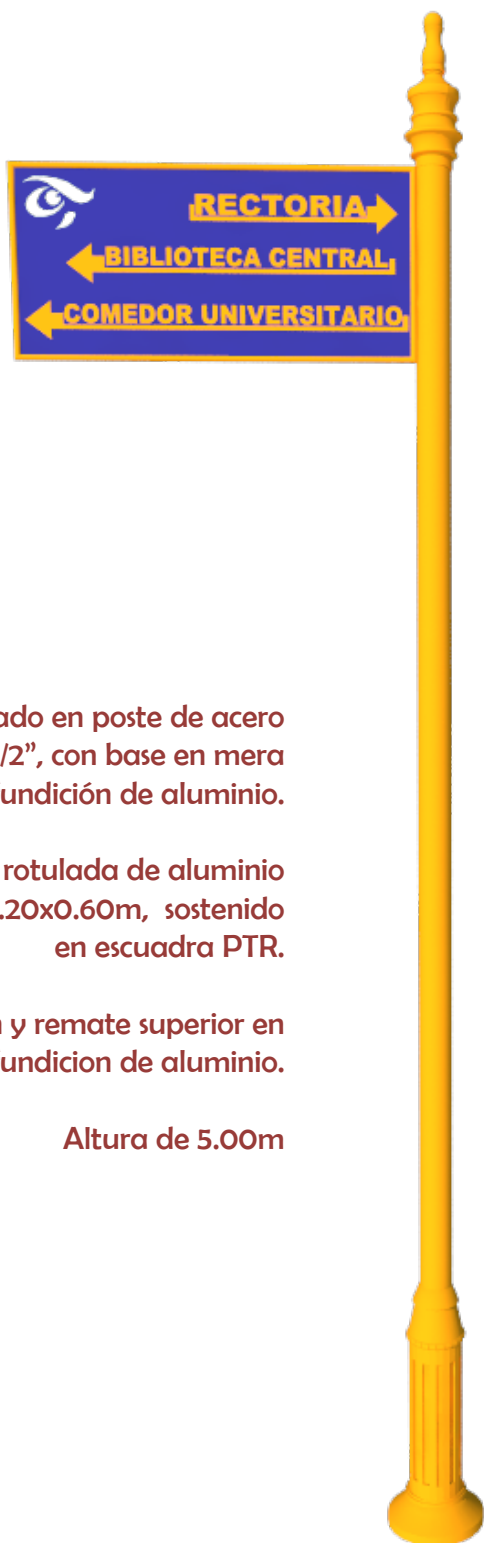 RECTORIA
BIBLIOTECA CENTRAL
COMEDOR UNIVERSITARIO
ado en poste de acero
/2”, con base en mera
undición de aluminio.
rotulada de aluminio
.20x0.60m, sostenido
en escuadra PTR.
y remate superior en
undicion de aluminio.
Altura de 5.00m